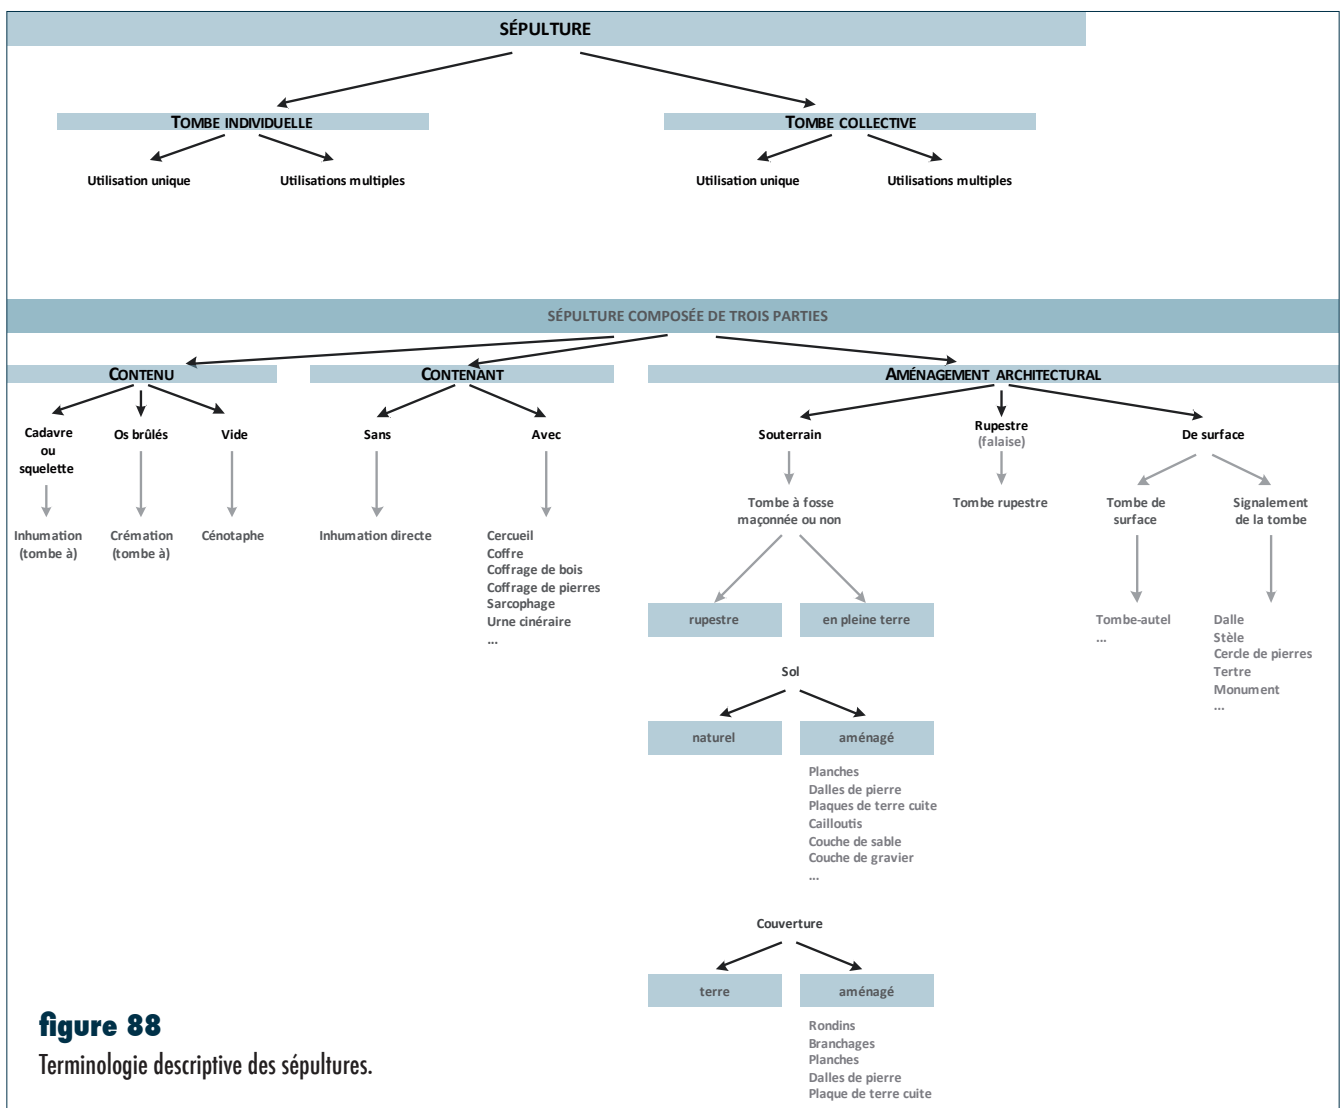 SÉPULTURE
TOMBE INDIVIDUELLE
TOMBE COLLECTIVE
Utilisation unique
Utilisations multiples
Utilisation unique
Utilisations multiples
SÉPULTURE COMPOSÉE DE TROIS PARTIES
CONTENU
CONTENANT
AMÉNAGEMENT ARCHITECTURAL
Cadavre
ou
squelette
Os brûlés
Vide
Sans
Avec
Souterrain
Rupestre
(falaise)
De surface
Inhumation
(tombe à)
Crémation
(tombe à)
Cénotaphe
Inhumation directe
Cercueil
Coffre
Coffrage de bois
Coffrage de pierres
Sarcophage
Urne cinéraire
...
Tombe à fosse
maçonnée ou non
Tombe rupestre
Tombe de
surface
Signalement
de la tombe
rupestre
en pleine terre
Tombe-autel
...
Dalle
Stèle
Cercle de pierres
Tertre
Monument
...
Sol
naturel
aménagé
Planches
Dalles de pierre
Plaques de terre cuite
Cailloutis
Couche de sable
Couche de gravier
...
Couverture
terre
aménagé
Rondins
Branchages
Planches
Dalles de pierre
Plaque de terre cuite
figure 88
Terminologie descriptive des sépultures.